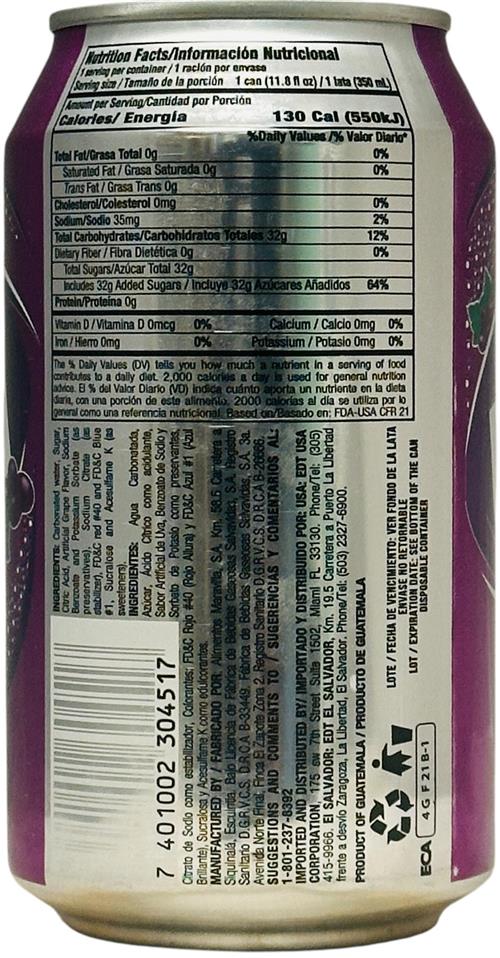 Nutrition Facts/Información Nutricional
1 serving per container / 1 ración por envase
Serving size / Tamaño de la porción 1 can (11.8 fl oz) / 1 lata (350 mL)
Amount per Serving/Cantidad por Porción
Calories/ Energía 130 Cal (550kJ)
%Daily Values /% Valor Diario*
Total Fat/Grasa Total 0g 0%
Saturated Fat / Grasa Saturada 0g 0%
Trans Fat / Grasa Trans 0g
Cholesterol/Colesterol 0mg 0%
Sodium/Sodio 35mg 2%
Total Carbohydrates/Carbohidratos Totales 32g 12%
Dietary Fiber / Fibra Dietética 0g 0%
Total Sugars/Azúcar Total 32g
Includes 32g Added Sugars / Incluye 32g Azúcares Añadidos 64%
Protein/Proteína 0g
Vitamin D / Vitamina D 0mcg 0% Calcium / Calcio 0mg 0%
Iron / Hierro 0mg 0% Potassium / Potasio 0mg 0%
The % Daily Values (DV) tells you how much a nutrient in a serving of food
contributes to a daily diet. 2,000 calories a day is used for general nutrition
advice. El % del Valor Diario (VD) indica cuánto aporta un nutriente en la dieta
diaria, con una porción de este alimento. 2000 calorías al día se utiliza por lo
general como una referencia nutricional. Based on/Basado en: FDA-USA CFR 21
INGREDIENTS: Carbonated water, Sugar,
Citric Acid, Artificial Grape Flavor, Sodium
Benzoate and Potassium Sorbate (as
preservatives), Sodium Citrate (as
stabilizer), FD&C red #40 and FD&C Blue
#1, Sucralose and Acesulfame K (as
sweeteners).
INGREDIENTES: Agua Carbonatada,
Azúcar, Ácido Cítrico como acidulante,
Sabor Artificial de Uva, Benzoato de Sodio y
Sorbato de Potasio como preservantes,
Citrato de Sodio como estabilizador, Colorantes: FD&C Rojo #40 (Rojo Allura) y FD&C Azul #1 (Azul
Brillante), Sucralosa y Acesulfame K como edulcorantes.
MANUFACTURED BY / FABRICADO POR: Alimentos Maravilla, S.A. Km. 58.5 Carretera a
Siquinalá, Escuintla. Bajo Licencia de Fábrica de Bebidas Gaseosas Salvavidas, S.A. Registro
Sanitario D.G.R.V.C.S. D.R.C.A B-33449. Fábrica de Bebidas Gaseosas Salvavidas, S.A. 3a.
Avenida Norte Final, Finca El Zapote Zona 2. Registro Sanitario D.G.R.V.C.S. D.R.C.A B-26686.
SUGGESTIONS AND COMMENTS TO / SUGERENCIAS Y COMENTARIOS AL:
1-801-237-8392
IMPORTED AND DISTRIBUTED BY/ IMPORTADO Y DISTRIBUIDO POR: USA: EDT USA
CORPORATION, 175 sw 7th Street Suite 1502, Miami FL 33130. Phone/Tel: (305)
415-9966. El SALVADOR: EDT EL SALVADOR, Km. 19.5 Carretera a Puerto La Libertad
frente a desvío Zaragoza, La Libertad, El Salvador. Phone/Tel: (503) 2327-6900.
PRODUCT OF GUATEMALA / PRODUCTO DE GUATEMALA
7 401002 304517
LOTE / FECHA DE VENCIMIENTO: VER FONDO DE LA LATA
ENVASE NO RETORNABLE
LOT / EXPIRATION DATE: SEE BOTTOM OF THE CAN
DISPOSABLE CONTAINER
ECA 4 G F 21 B-1